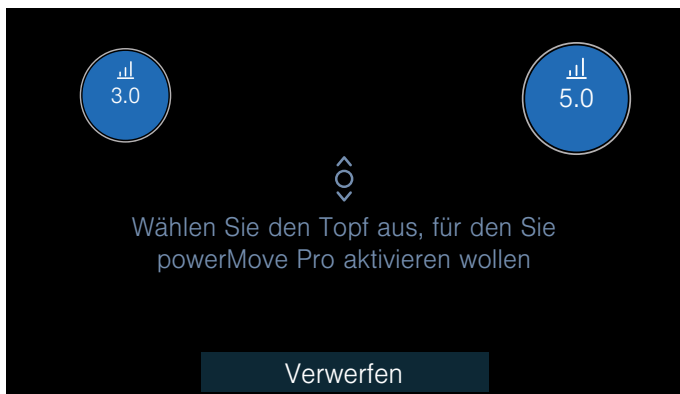 3.0
5.0
Wählen Sie den Topf aus, für den Sie
powerMove Pro aktivieren wollen
Verwerfen